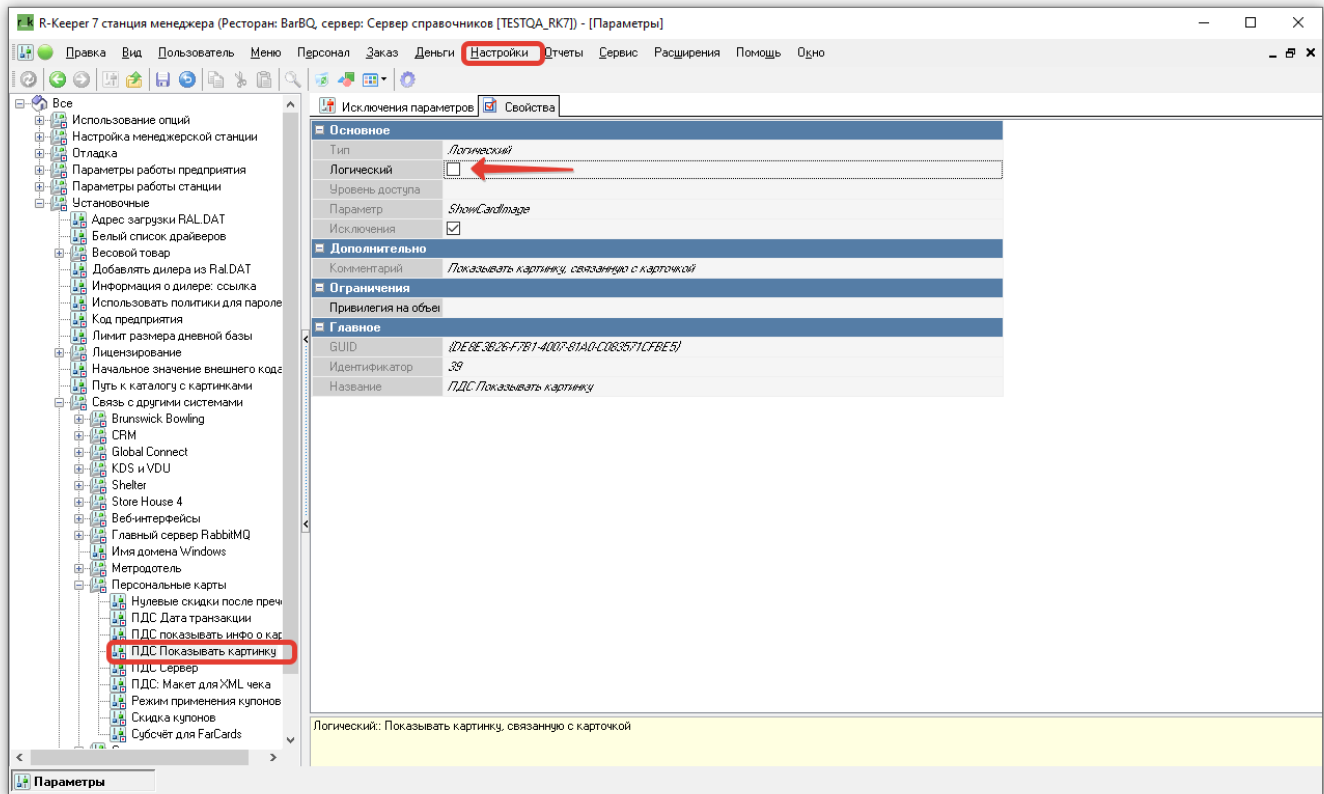 R-Keeper 7 станция менеджера (Ресторан: BarBQ, сервер: Сервер справочников [TESTQA_RK7]) - [Параметры]
Правка Вид Пользователь Меню Персонал Заказ Деньги Настройки Отчеты Сервис Расширения Помощь Окно
Все
Использование опций
Настройка менеджерской станции
Отладка
Параметры работы предприятия
Параметры работы станции
Установочные
Адрес загрузки RAL.DAT
Белый список драйверов
Весовой товар
Добавлять дилера из Ral.DAT
Информация о дилере: ссылка
Использовать политики для пароле
Код предприятия
Лимит размера дневной базы
Лицензирование
Начальное значение внешнего кода
Путь к каталогу с картинками
Связь с другими системами
Brunswick Bowling
CRM
Global Connect
KDS и VDU
Shelter
Store House 4
Веб-интерфейсы
Главный сервер RabbitMQ
Имя домена Windows
Метродотель
Персональные карты
Нулевые скидки после пречи
ПДС Дата транзакции
ПДС показывать инфо о кар
ПДС Показывать картинку
ПДС Сервер
ПДС: Макет для XML чека
Режим применения купонов
Скидка купонов
Субсчёт для FarCards
Исключения параметров Свойства
Основное
Тип Логический
Логический
Уровень доступа
Параметр ShowCardImage
Исключения
Дополнительно
Комментарий Показывать картинку, связанную с карточкой
Ограничения
Привилегия на объек
Главное
GUID {DE8E3B26-F7B1-4007-81A0-C083571CFBE5}
Идентификатор 39
Название ПДС Показывать картинку
Логический:: Показывать картинку, связанную с карточкой
Параметры